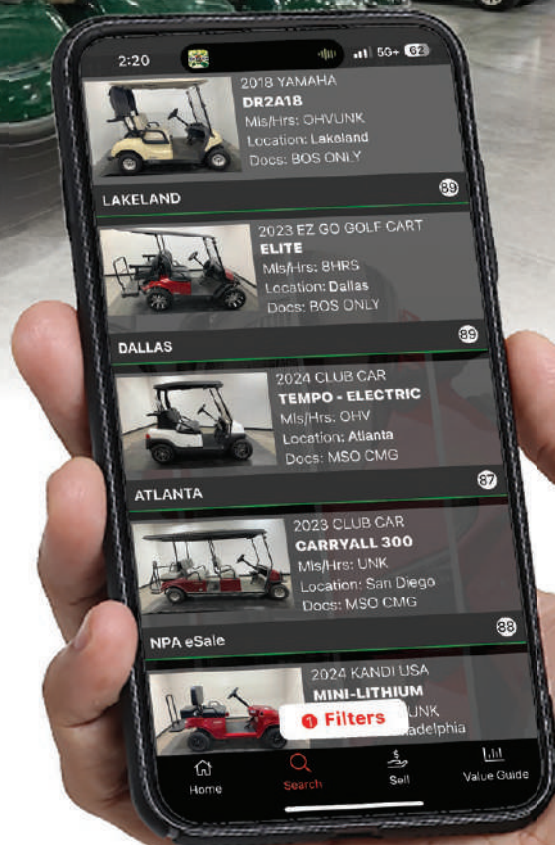 2:20
5G+ 62
2018 YAMAHA
DR2A18
Mls/Hrs: OHVUNK
Location: Lakeland
Docs: BOS ONLY
LAKELAND 89
2023 EZ GO GOLF CART
ELITE
Mls/Hrs: 8HRS
Location: Dallas
Docs: BOS ONLY
DALLAS 89
2024 CLUB CAR
TEMPO - ELECTRIC
Mls/Hrs: OHV
Location: Atlanta
Docs: MSO CMG
ATLANTA 87
2023 CLUB CAR
CARRYALL 300
Mls/Hrs: UNK
Location: San Diego
Docs: MSO CMG
NPA eSale 88
2024 KANDI USA
MINI-LITHIUM
UNK
adelphia
1 Filters
Home Search Sell Value Guide